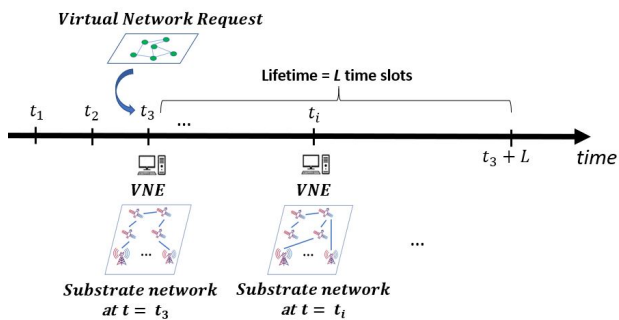 Virtual Network Request
Lifetime = L time slots
t₁
t₂
t₃
...
tᵢ
t₃ + L
time
VNE
VNE
...
...
...
Substrate network
at t = t₃
Substrate network
at t = tᵢ